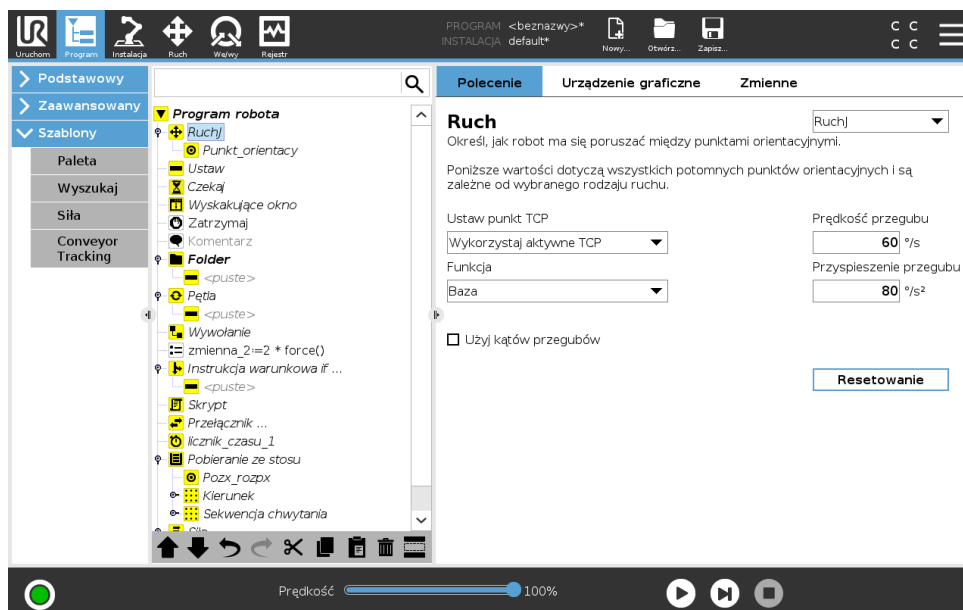 PROGRAM <beznazwy>*
INSTALACJA default*
Uruchom Program Instalacja Ruch We/wy Rejestr Nowy... Otwórz... Zapisz...
C C
C C
Podstawowy
Zaawansowany
Szablony
Paleta
Wyszukaj
Siła
Conveyor
Tracking
Program robota
RuchJ
Punkt_orientacy
Ustaw
Czekaj
Wyskakujące okno
Zatrzymaj
Komentarz
Folder
<puste>
Pętla
<puste>
Wywołanie
zmienna_2:=2 * force()
Instrukcja warunkowa if ...
<puste>
Skrypt
Przełącznik ...
licznik_czasu_1
Pobieranie ze stosu
Pozx_rozpx
Kierunek
Sekwencja chwytania
Polecenie Urządzenie graficzne Zmienne
Ruch RuchJ
Określ, jak robot ma się poruszać między punktami orientacyjnymi.
Poniższe wartości dotyczą wszystkich potomnych punktów orientacyjnych i są
zależne od wybranego rodzaju ruchu.
Ustaw punkt TCP Prędkość przegubu
Wykorzystaj aktywne TCP 60 °/s
Funkcja Przyspieszenie przegubu
Baza 80 °/s²
Użyj kątów przegubów
Resetowanie
Prędkość 100%